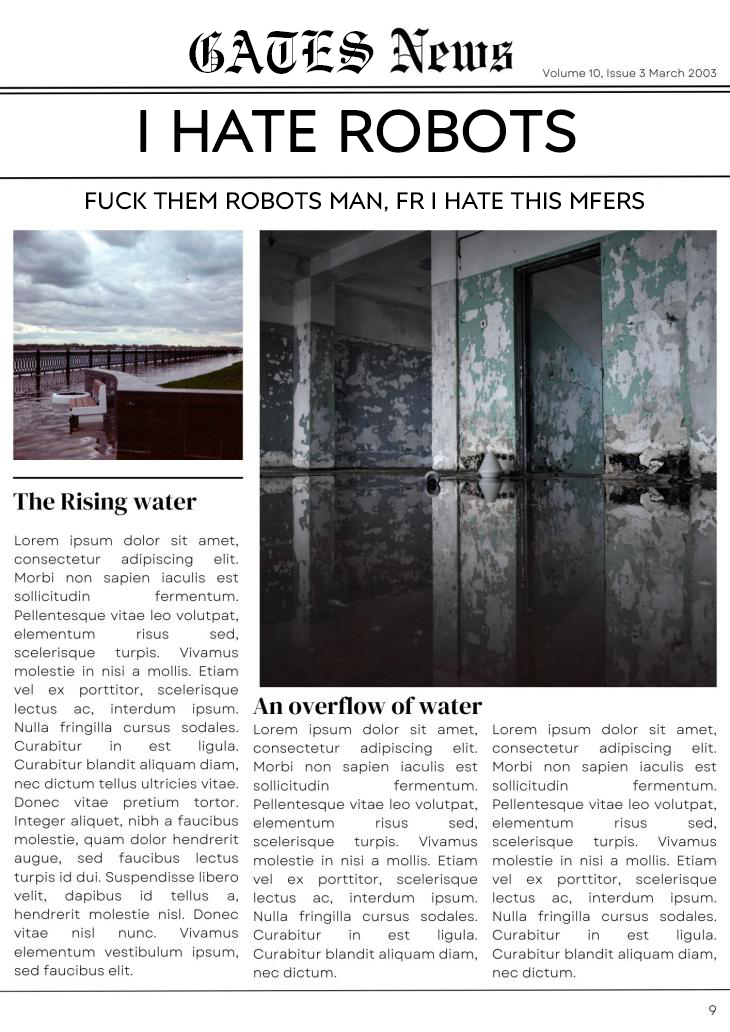 GATES News
Volume 10, Issue 3 March 2003
I HATE ROBOTS
FUCK THEM ROBOTS MAN, FR I HATE THIS MFERS
The Rising water
Lorem ipsum dolor sit amet,
consectetur adipiscing elit.
Morbi non sapien iaculis est
sollicitudin fermentum.
Pellentesque vitae leo volutpat,
elementum risus sed,
scelerisque turpis. Vivamus
molestie in nisi a mollis. Etiam
vel ex porttitor, scelerisque
lectus ac, interdum ipsum.
Nulla fringilla cursus sodales.
Curabitur in est ligula.
Curabitur blandit aliquam diam,
nec dictum tellus ultricies vitae.
Donec vitae pretium tortor.
Integer aliquet, nibh a faucibus
molestie, quam dolor hendrerit
augue, sed faucibus lectus
turpis id dui. Suspendisse libero
velit, dapibus id tellus a,
hendrerit molestie nisl. Donec
vitae nisl nunc. Vivamus
elementum vestibulum ipsum,
sed faucibus elit.
An overflow of water
Lorem ipsum dolor sit amet,
consectetur adipiscing elit.
Morbi non sapien iaculis est
sollicitudin fermentum.
Pellentesque vitae leo volutpat,
elementum risus sed,
scelerisque turpis. Vivamus
molestie in nisi a mollis. Etiam
vel ex porttitor, scelerisque
lectus ac, interdum ipsum.
Nulla fringilla cursus sodales.
Curabitur in est ligula.
Curabitur blandit aliquam diam,
nec dictum.
Lorem ipsum dolor sit amet,
consectetur adipiscing elit.
Morbi non sapien iaculis est
sollicitudin fermentum.
Pellentesque vitae leo volutpat,
elementum risus sed,
scelerisque turpis. Vivamus
molestie in nisi a mollis. Etiam
vel ex porttitor, scelerisque
lectus ac, interdum ipsum.
Nulla fringilla cursus sodales.
Curabitur in est ligula.
Curabitur blandit aliquam diam,
nec dictum.
9